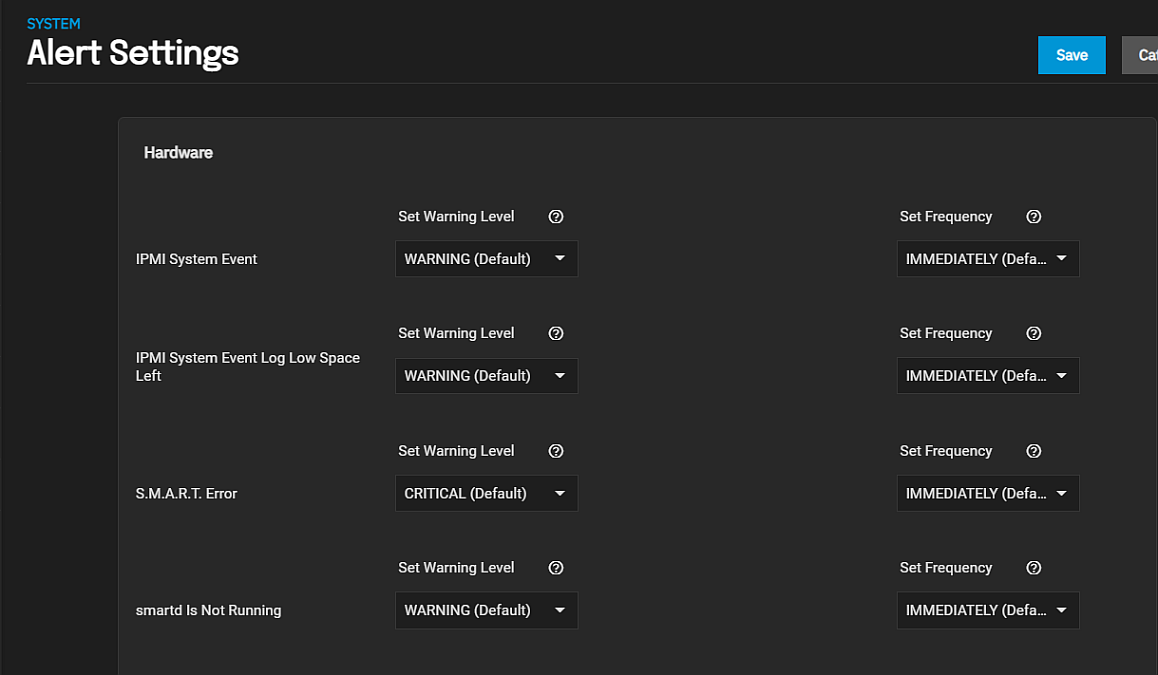 SYSTEM
Alert Settings
Save
Hardware
Set Warning Level
Set Frequency
IPMI System Event
WARNING (Default)
IMMEDIATELY (Defa...
Set Warning Level
Set Frequency
IPMI System Event Log Low Space
Left
WARNING (Default)
IMMEDIATELY (Defa...
Set Warning Level
Set Frequency
S.M.A.R.T. Error
CRITICAL (Default)
IMMEDIATELY (Defa...
Set Warning Level
Set Frequency
smartd Is Not Running
WARNING (Default)
IMMEDIATELY (Defa...